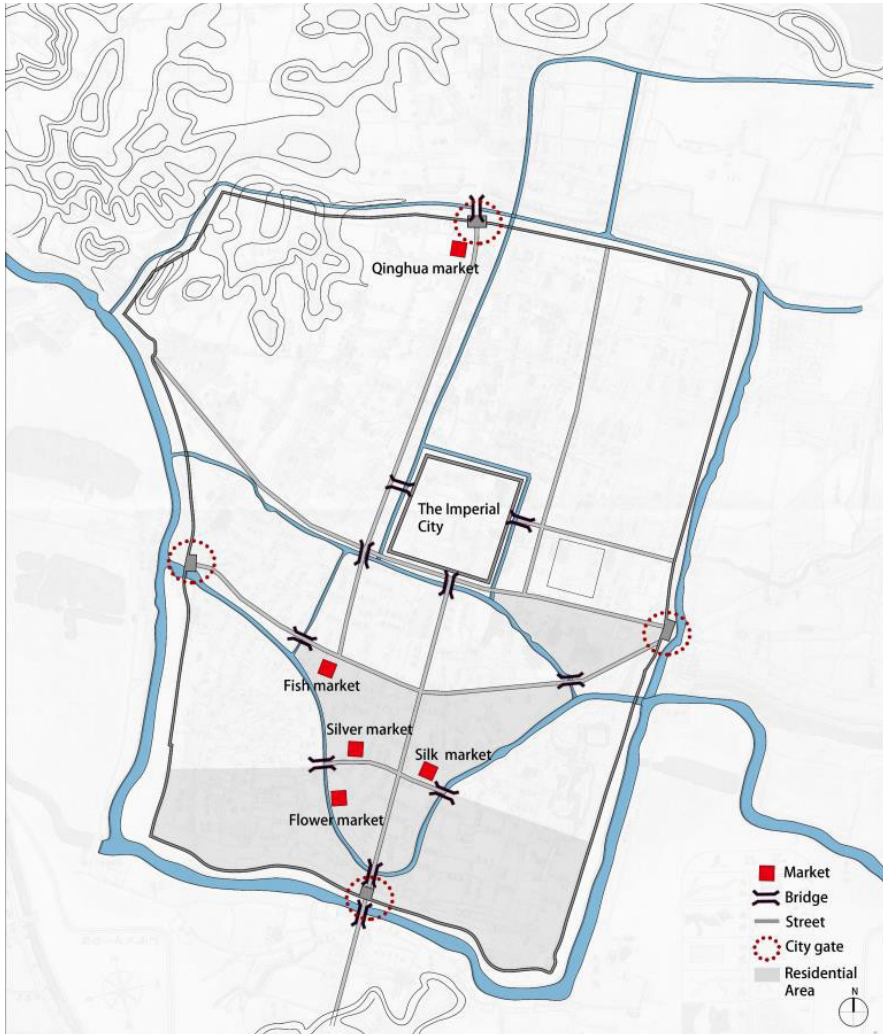 Qinghua market
The Imperial
City
Fish market
Silver market
Silk market
Flower market
Market
Bridge
Street
City gate
Residential
Area
N